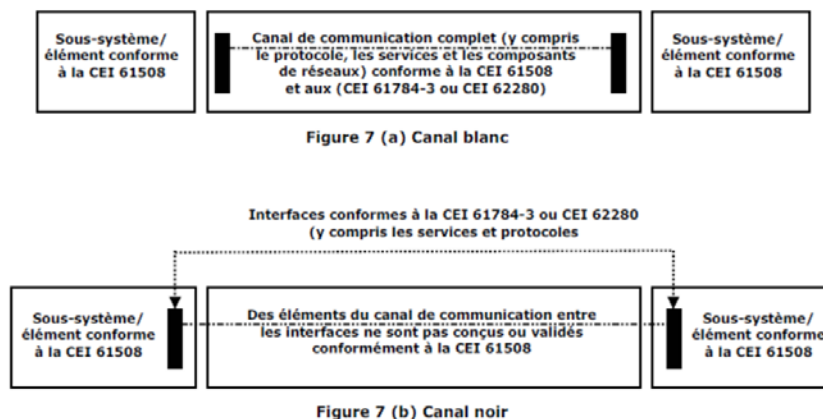 Sous-système/
élément conforme
à la CEI 61508
Canal de communication complet (y compris
le protocole, les services et les composants
de réseaux) conforme à la CEI 61508
et aux (CEI 61784-3 ou CEI 62280)
Sous-système/
élément conforme
à la CEI 61508
Figure 7 (a) Canal blanc
Interfaces conformes à la CEI 61784-3 ou CEI 62280
(y compris les services et protocoles
Sous-système/
élément conforme
à la CEI 61508
Des éléments du canal de communication entre
les interfaces ne sont pas conçus ou validés
conformément à la CEI 61508
Sous-système/
élément conforme
à la CEI 61508
Figure 7 (b) Canal noir